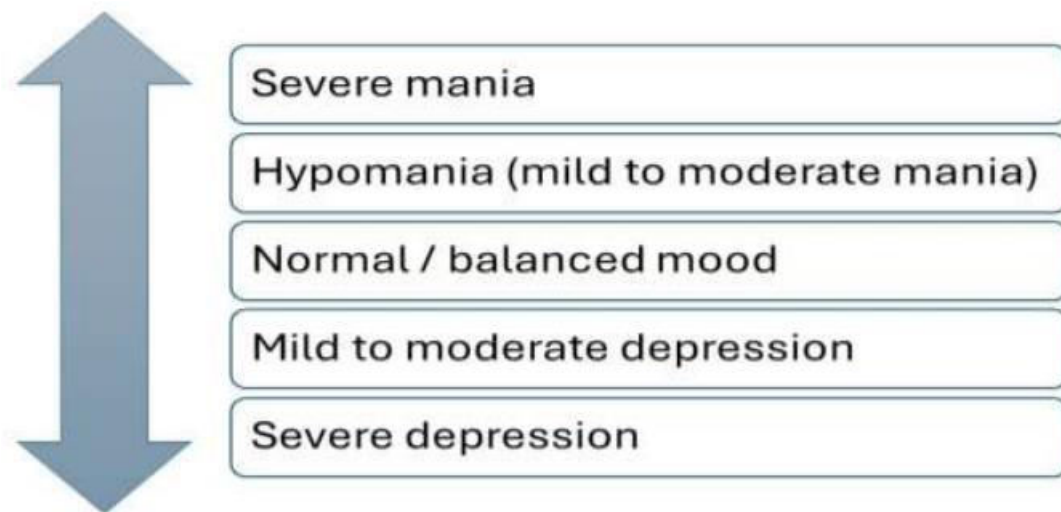 Severe mania
Hypomania (mild to moderate mania)
Normal / balanced mood
Mild to moderate depression
Severe depression